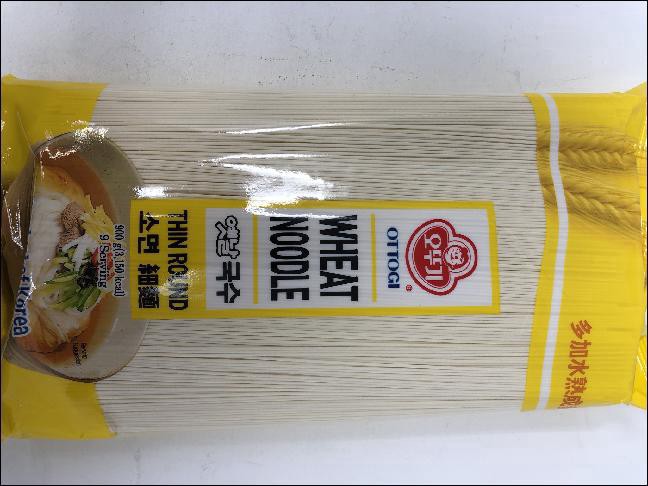 오뚜기
OTTOGI
®
WHEAT
NOODLE
옛날 국수
THIN ROUND
소면 細麵
多加水熟成
900 g(3,150 kcal)
9 Serving
Korea